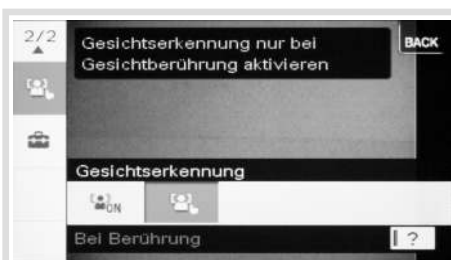 2/2
Gesichtserkennung nur bei
Gesichtberührung aktivieren
BACK
Gesichtserkennung
ON
Bei Berührung
?